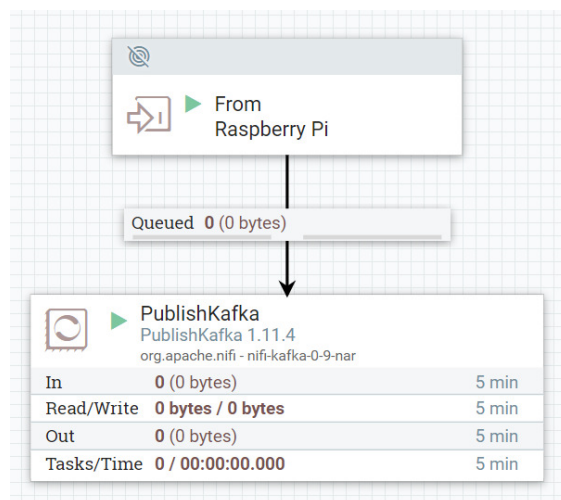 From
Raspberry Pi
Queued 0 (0 bytes)
PublishKafka
PublishKafka 1.11.4
org.apache.nifi - nifi-kafka-0-9-nar
In 0 (0 bytes) 5 min
Read/Write 0 bytes / 0 bytes 5 min
Out 0 (0 bytes) 5 min
Tasks/Time 0 / 00:00:00.000 5 min